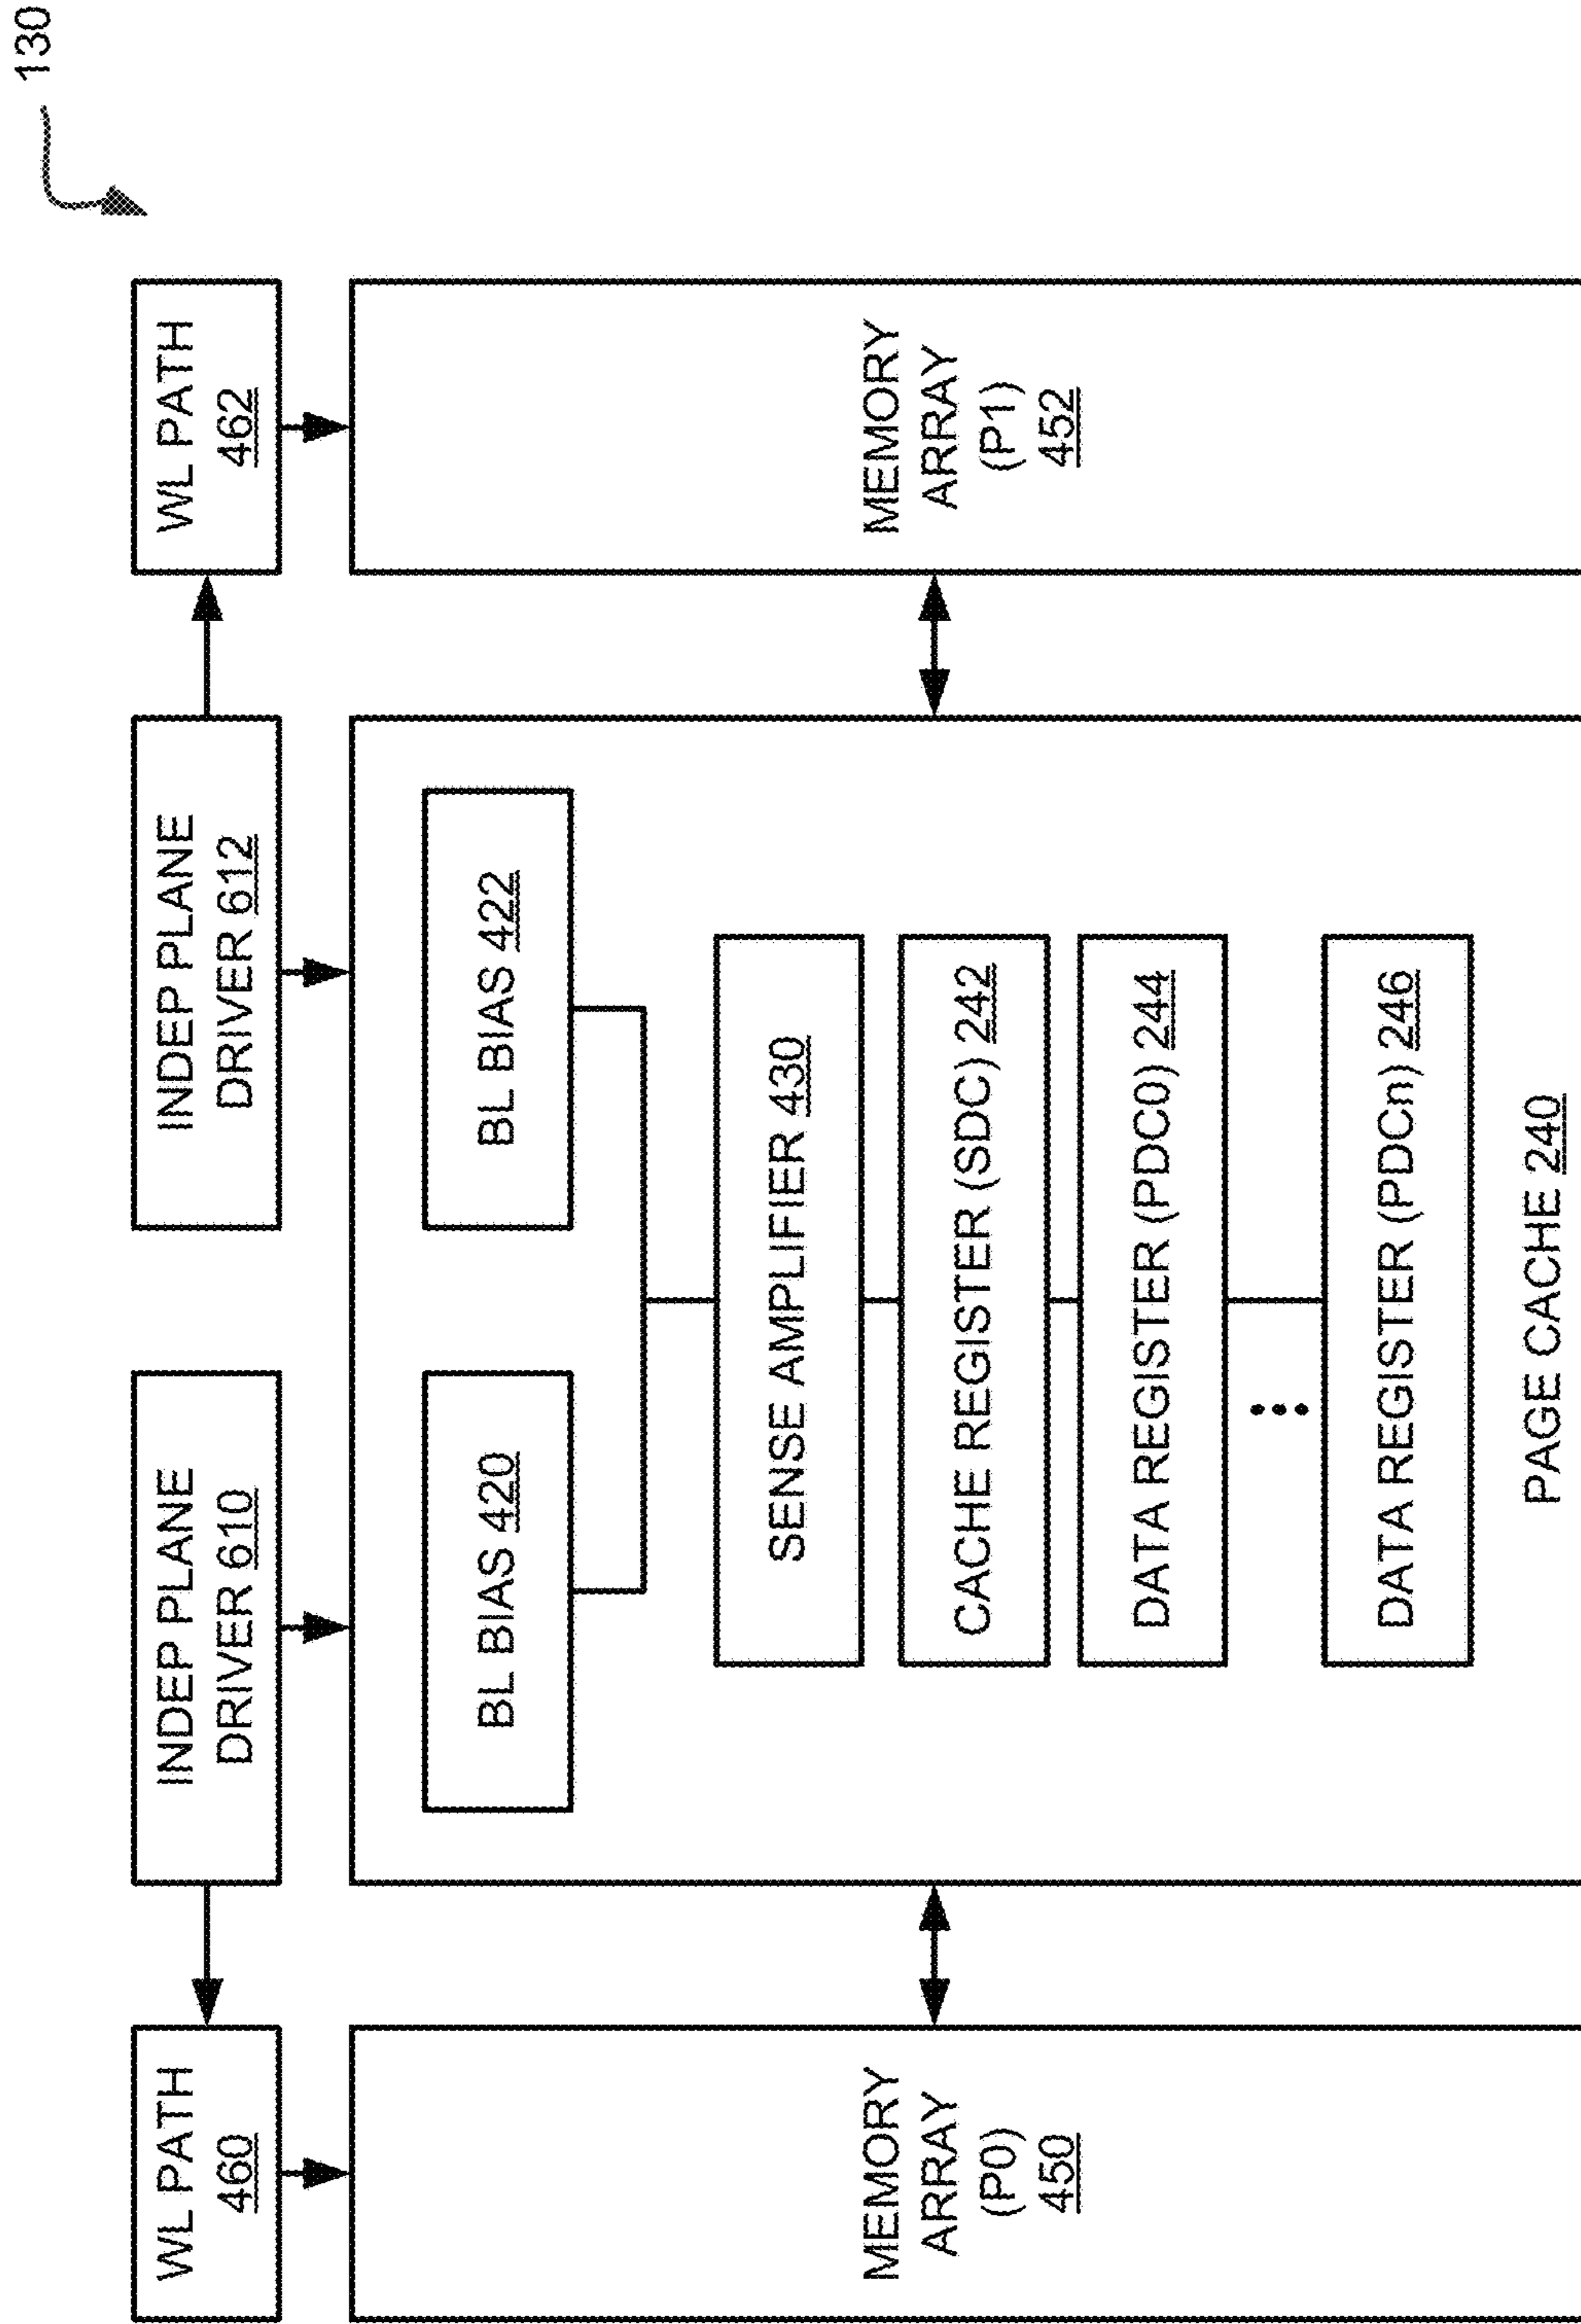 130
WL PATH
460
INDEP PLANE
DRIVER 610
INDEP PLANE
DRIVER 612
WL PATH
462
MEMORY
ARRAY
(P0)
450
BL BIAS 420
BL BIAS 422
SENSE AMPLIFIER 430
CACHE REGISTER (SDC) 242
DATA REGISTER (PDC0) 244
DATA REGISTER (PDCn) 246
PAGE CACHE 240
MEMORY
ARRAY
(P1)
452